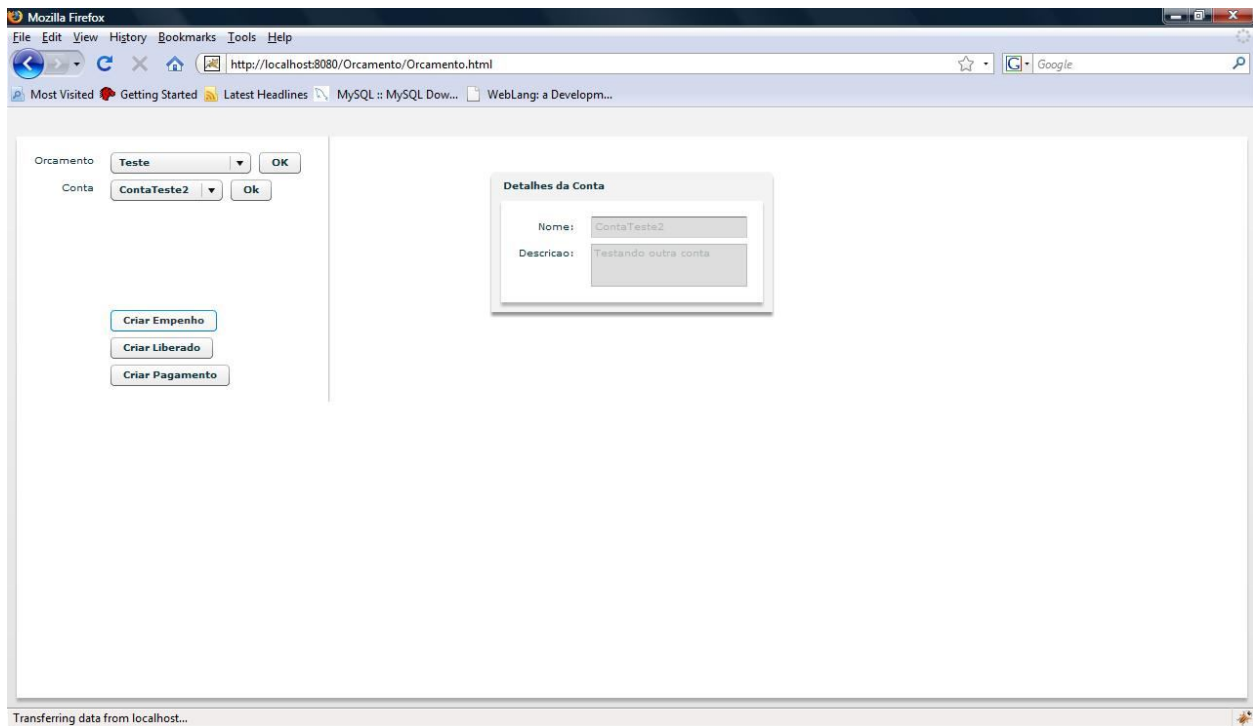 Mozilla Firefox
File Edit View History Bookmarks Tools Help
http://localhost:8080/Orcamento/Orcamento.html
G Google
Most Visited Getting Started Latest Headlines MySQL :: MySQL Dow... WebLang: a Developm...
Orcamento Teste OK
Conta ContaTeste2 Ok
Detalhes da Conta
Nome: ContaTeste2
Descricao: Testando outra conta
Criar Empenho
Criar Liberado
Criar Pagamento
Transferring data from localhost...